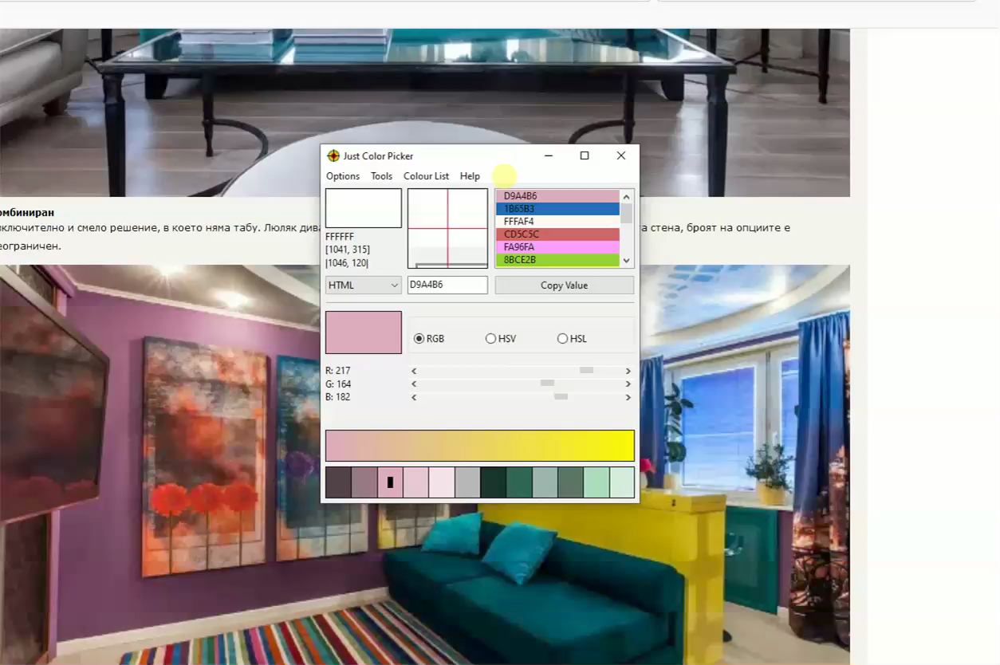 Just Color Picker
Options Tools Colour List Help
D9A4B6
1B65B3
FFFAF4
CD5C5C
FA96FA
8BCE2B
FFFFFF
[1041, 315]
|1046, 120|
HTML
D9A4B6
Copy Value
RGB HSV HSL
R: 217
G: 164
B: 182
омбиниран
зключително и смело решение, в което няма табу. Люляк дива
а стена, броят на опциите е
еограничен.